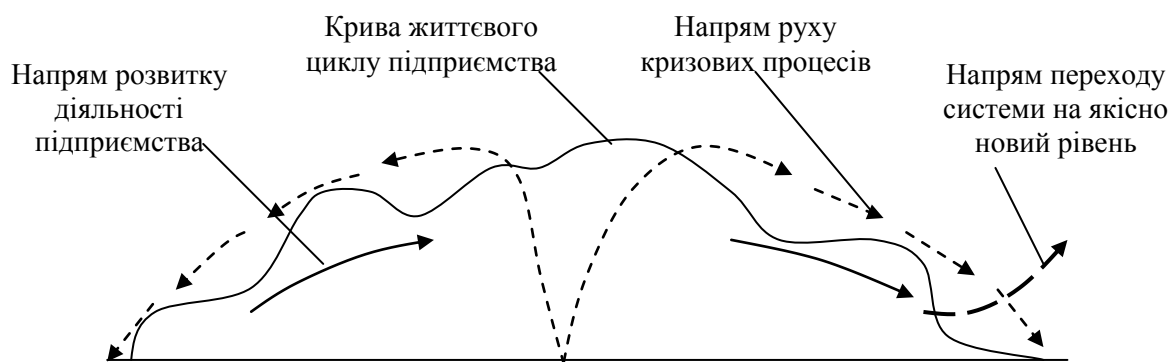 Напрям розвитку
діяльності
підприємства
Крива життєвого
циклу підприємства
Напрям руху
кризових процесів
Напрям переходу
системи на якісно
новий рівень